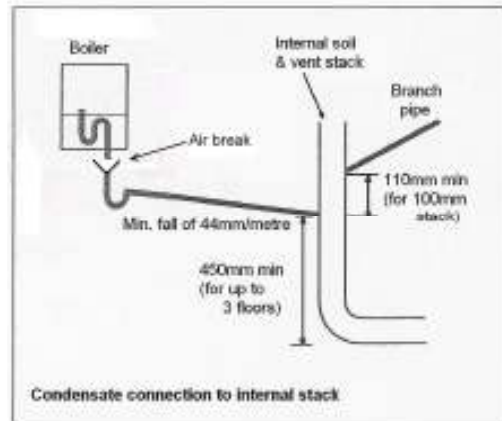 Boiler
Internal soil
& vent stack
Branch
pipe
Air break
110mm min
(for 100mm
stack)
Min. fall of 44mm/metre
450mm min
(for up to
3 floors)
Condensate connection to internal stack